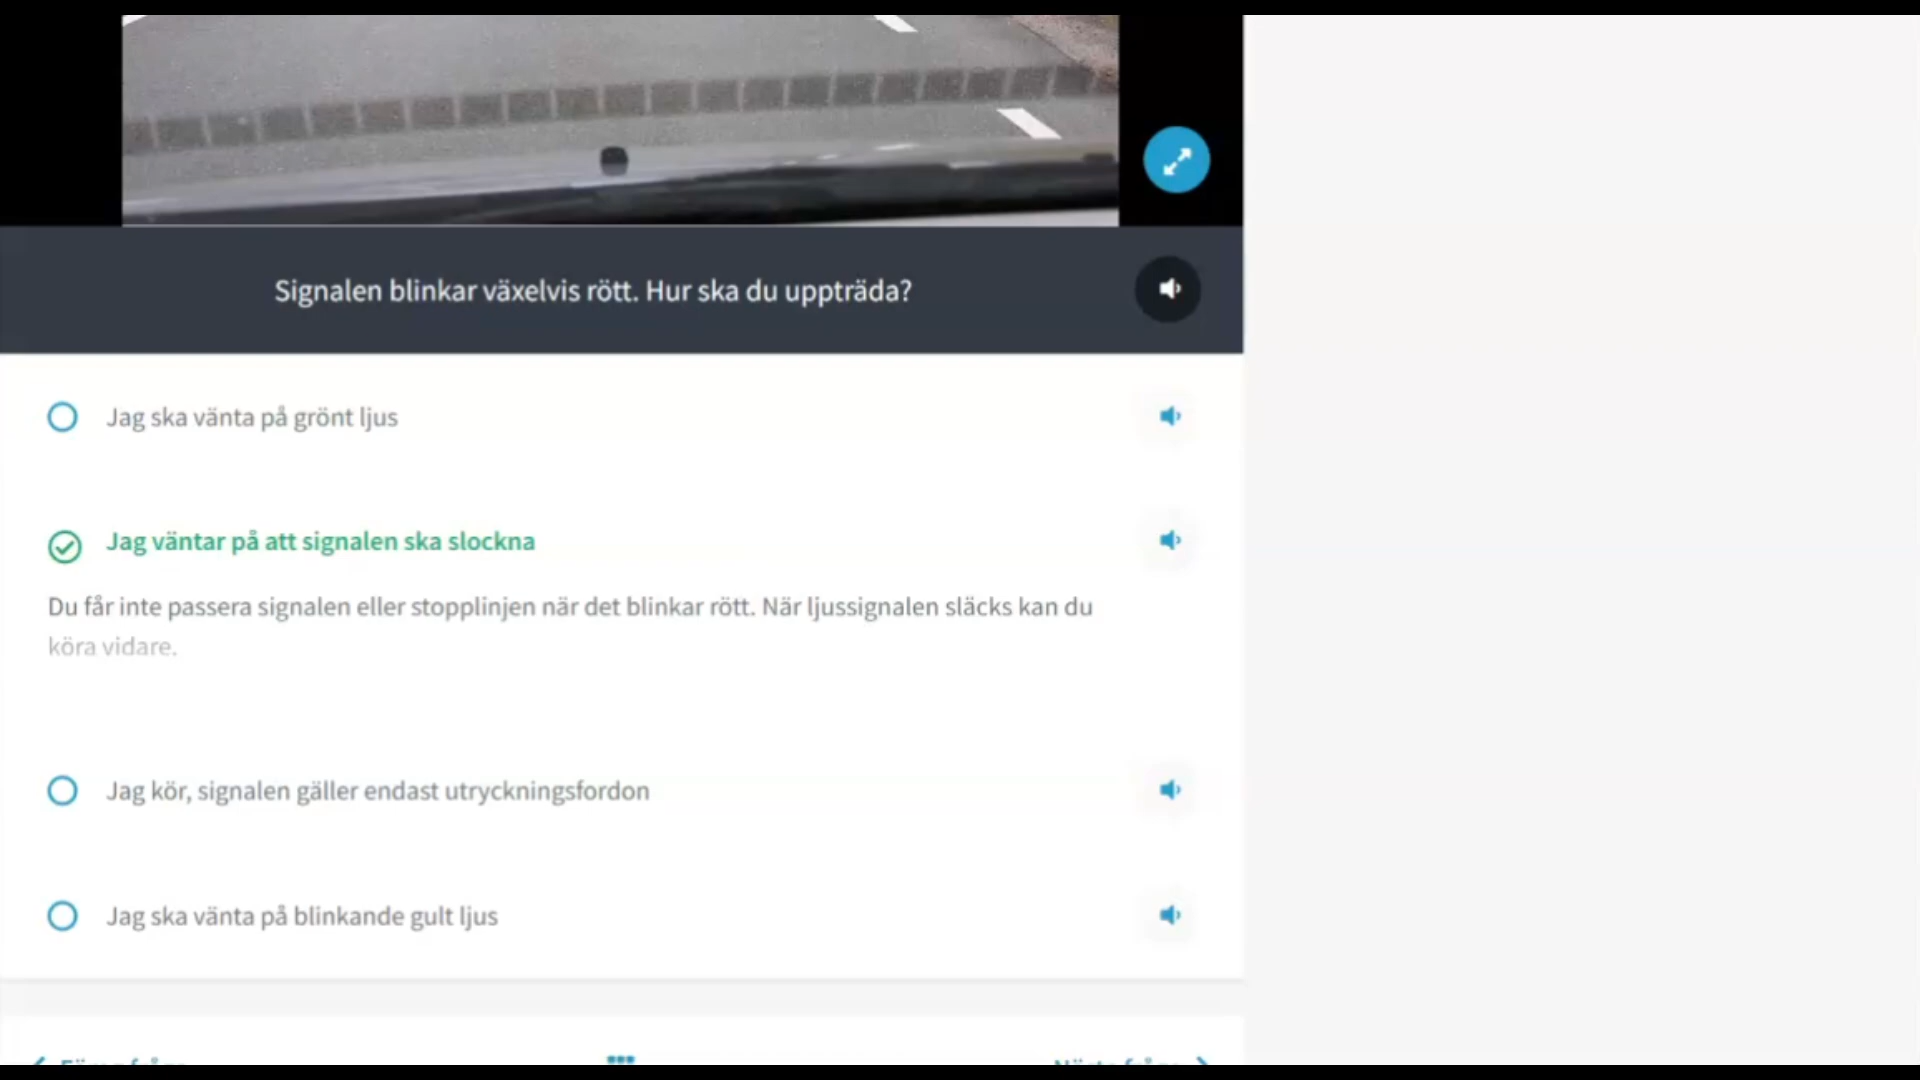 Signalen blinkar växelvis rött. Hur ska du uppträda?
Jag ska vänta på grönt ljus
Jag väntar på att signalen ska slockna
Du får inte passera signalen eller stopplinjen när det blinkar rött. När ljussignalen släcks kan du
köra vidare.
Jag kör, signalen gäller endast utryckningsfordon
Jag ska vänta på blinkande gult ljus